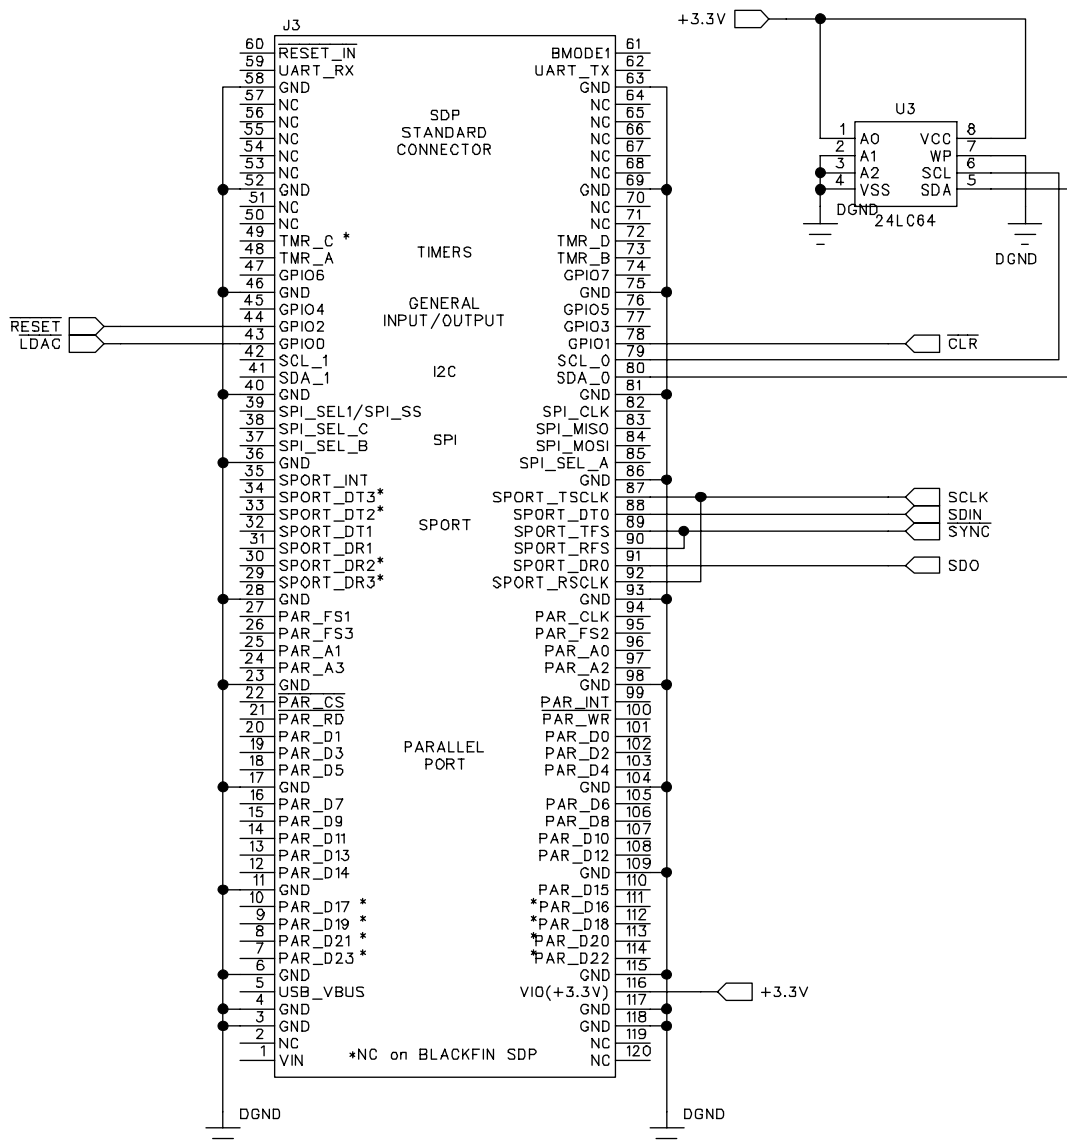 J3
60 RESET_IN BMODE1 61
59 UART_RX UART_TX 62
58 GND GND 63
57 NC NC 64
56 NC NC 65
55 NC NC 66
54 NC NC 67
53 NC NC 68
52 GND GND 69
51 NC NC 70
50 NC NC 71
49 TMR_C * TMR_D 72
48 TMR_A TMR_B 73
47 GPIO6 GPIO7 74
46 GND GND 75
45 GPIO4 GPIO5 76
44 GPIO2 GPIO3 77
43 GPIO0 GPIO1 78
42 SCL_1 SCL_0 79
41 SDA_1 SDA_0 80
40 GND GND 81
39 SPI_SEL1/SPI_SS SPI_CLK 82
38 SPI_SEL_C SPI_MISO 83
37 SPI_SEL_B SPI_MOSI 84
36 GND SPI_SEL_A 85
35 SPORT_INT GND 86
34 SPORT_DT3* SPORT_TSCLK 87
33 SPORT_DT2* SPORT_DT0 88
32 SPORT_DT1 SPORT_TFS 89
31 SPORT_DR1 SPORT_RFS 90
30 SPORT_DR2* SPORT_DR0 91
29 SPORT_DR3* SPORT_RSCLK 92
28 GND GND 93
27 PAR_FS1 PAR_CLK 94
26 PAR_FS3 PAR_FS2 95
25 PAR_A1 PAR_A0 96
24 PAR_A3 PAR_A2 97
23 GND GND 98
22 PAR_CS PAR_INT 99
21 PAR_RD PAR_WR 100
20 PAR_D1 PAR_D0 101
19 PAR_D3 PAR_D2 102
18 PAR_D5 PAR_D4 103
17 GND GND 104
16 PAR_D7 PAR_D6 105
15 PAR_D9 PAR_D8 106
14 PAR_D11 PAR_D10 107
13 PAR_D13 PAR_D12 108
12 PAR_D14 GND 109
11 GND PAR_D15 110
10 PAR_D17 * *PAR_D16 111
9 PAR_D19 * *PAR_D18 112
8 PAR_D21 * *PAR_D20 113
7 PAR_D23 * *PAR_D22 114
6 GND GND 115
5 USB_VBUS VIO(+3.3V) 116
4 GND GND 117
3 GND GND 118
2 NC NC 119
1 VIN NC 120
SDP
STANDARD
CONNECTOR
TIMERS
GENERAL
INPUT/OUTPUT
I2C
SPI
SPORT
PARALLEL
PORT
*NC on BLACKFIN SDP
RESET
LDAC
DGND
DGND
+3.3V
U3
1 A0 VCC 8
2 A1 WP 7
3 A2 SCL 6
4 VSS SDA 5
24LC64
DGND
DGND
CLR
SCLK
SDIN
SYNC
SDO
+3.3V